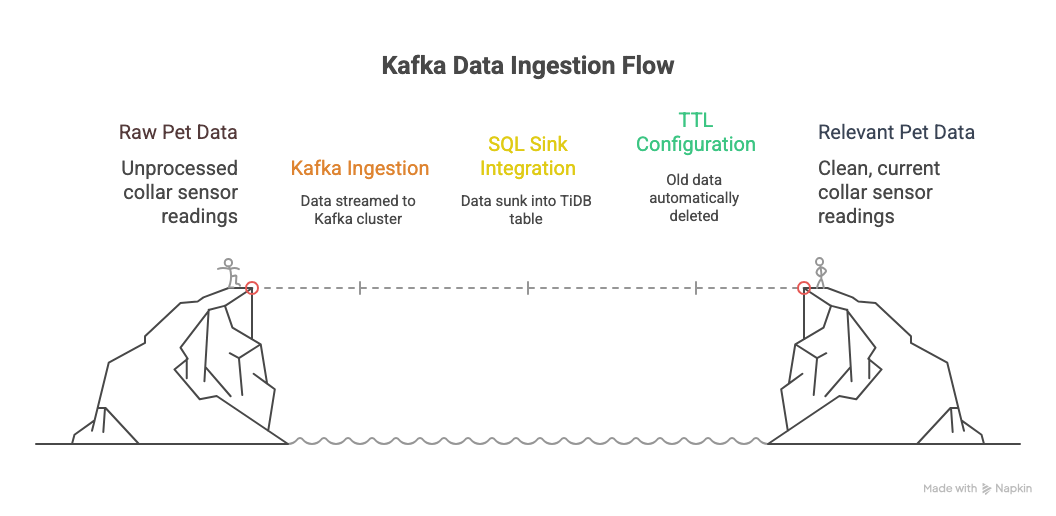 Kafka Data Ingestion Flow
Raw Pet Data
Unprocessed
collar sensor
readings
Kafka Ingestion
Data streamed to
Kafka cluster
SQL Sink
Integration
Data sunk into TiDB
table
TTL
Configuration
Old data
automatically
deleted
Relevant Pet Data
Clean, current
collar sensor
readings
Made with Napkin